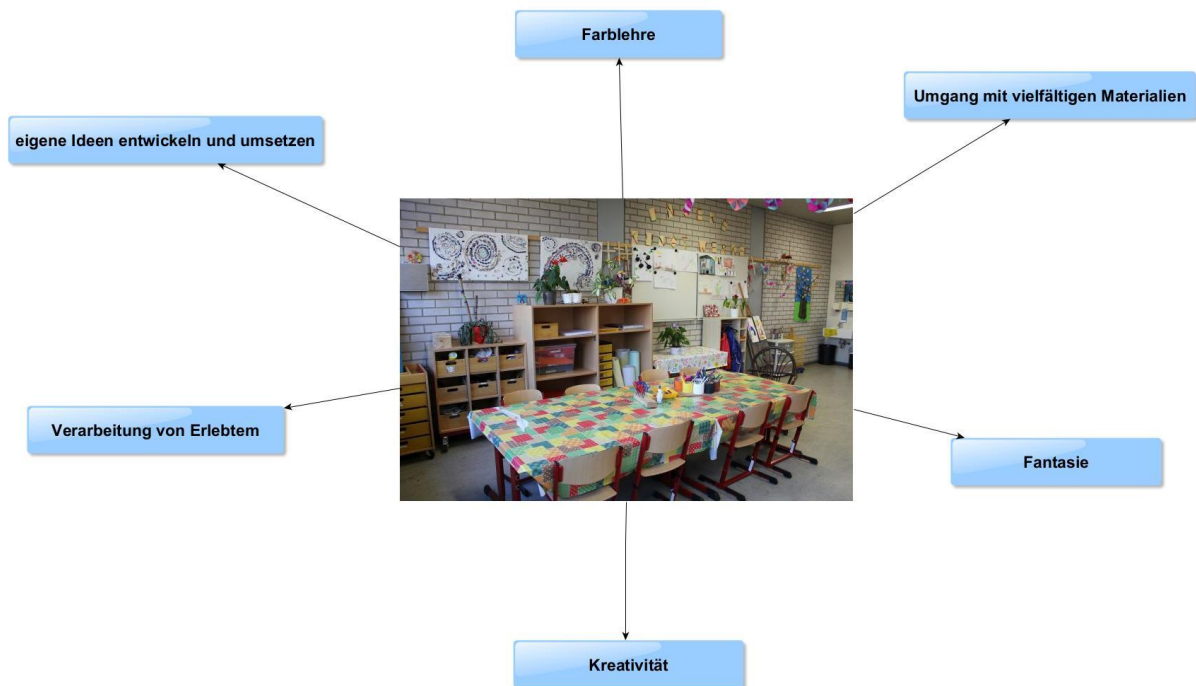 Farblehre
Umgang mit vielfältigen Materialien
eigene Ideen entwickeln und umsetzen
Verarbeitung von Erlebtem
Fantasie
Kreativität